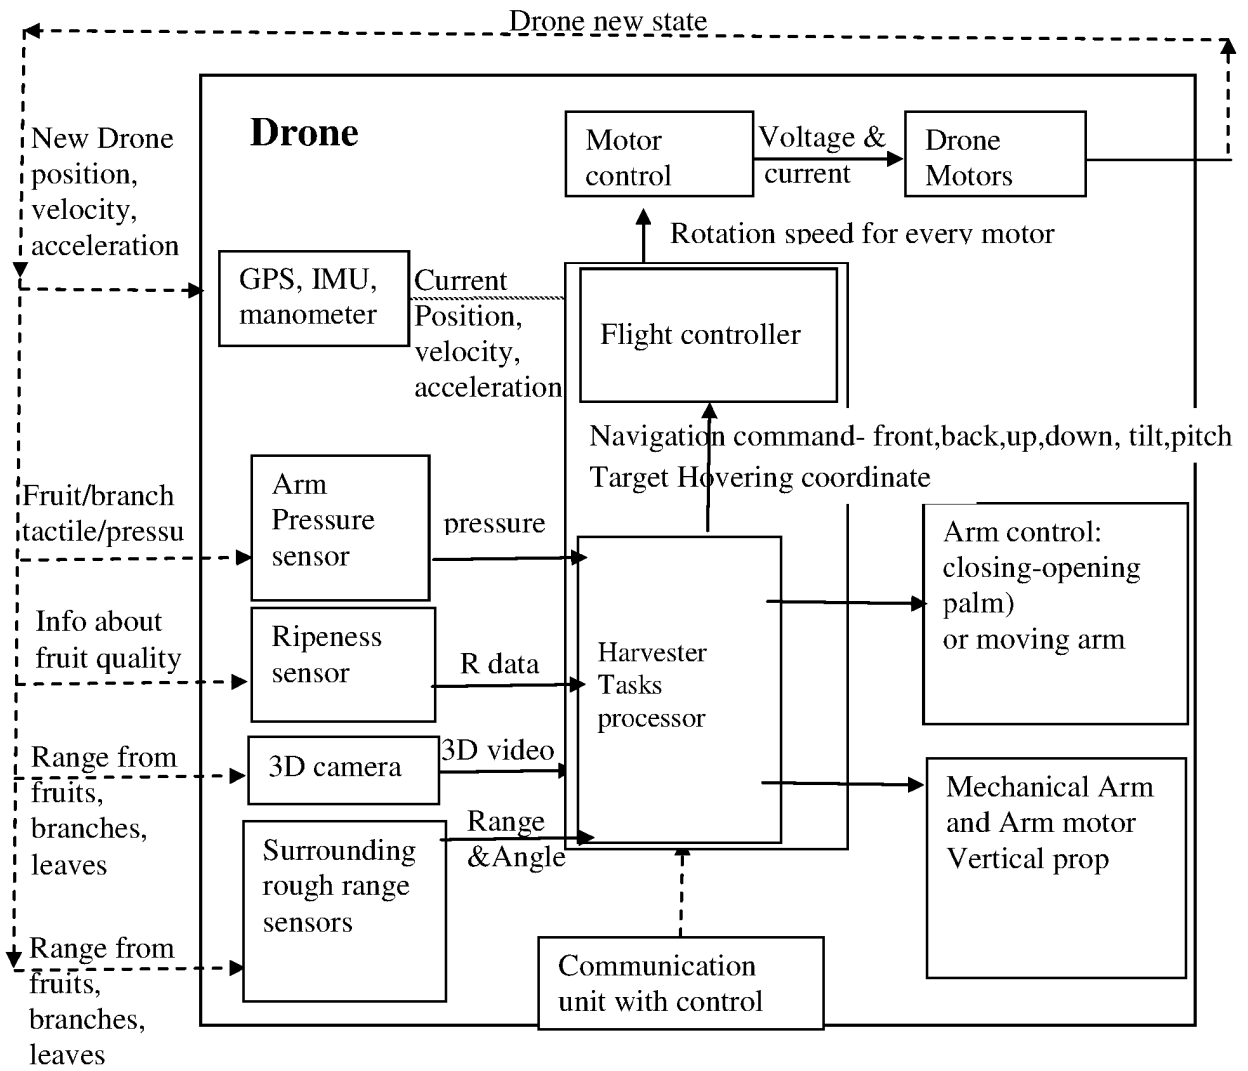 Drone new state
New Drone
position,
velocity,
acceleration
Drone
Motor
control
Voltage &
current
Drone
Motors
Rotation speed for every motor
GPS, IMU,
manometer
Current
Position,
velocity,
acceleration
Flight controller
Navigation command- front,back,up,down, tilt,pitch
Target Hovering coordinate
Fruit/branch
tactile/pressu
Arm
Pressure
sensor
pressure
Arm control:
closing-opening
palm)
or moving arm
Info about
fruit quality
Ripeness
sensor
R data
Harvester
Tasks
processor
Range from
fruits,
branches,
leaves
3D camera
3D video
Mechanical Arm
and Arm motor
Vertical prop
Surrounding
rough range
sensors
Range
&Angle
Range from
fruits,
branches,
leaves
Communication
unit with control